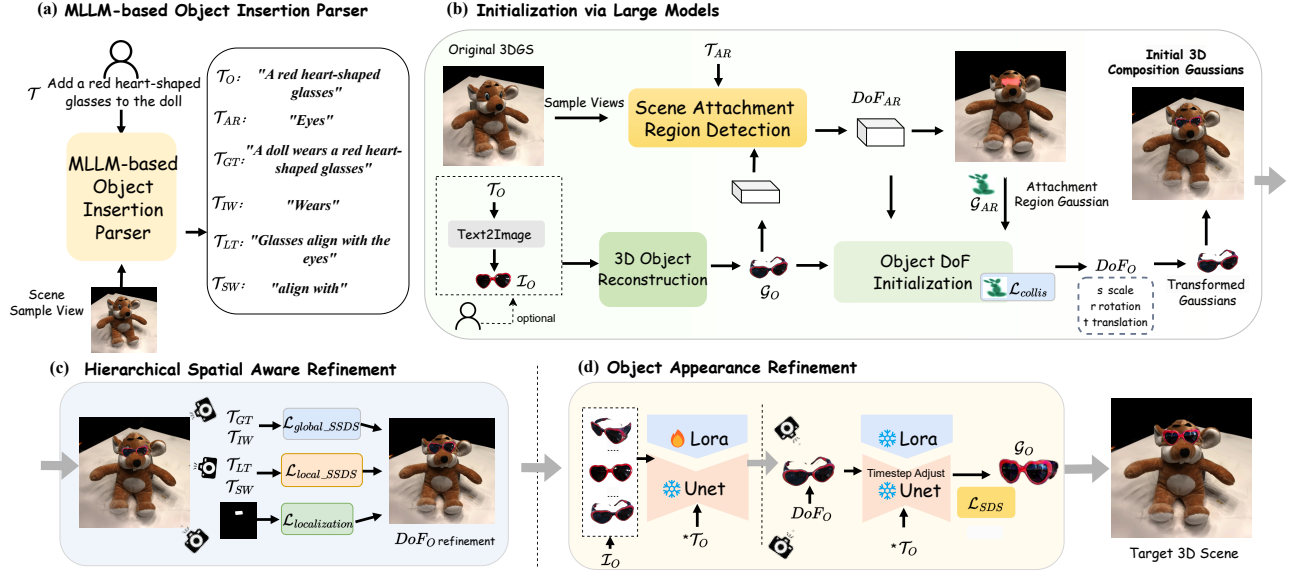 (a) MLLM-based Object Insertion Parser
𝒯
Add a red heart-shaped
glasses to the doll
MLLM-based
Object
Insertion
Parser
Scene
Sample View
𝒯_O: "A red heart-shaped
glasses"
𝒯_AR: "Eyes"
𝒯_GT: "A doll wears a red heart-
shaped glasses"
𝒯_IW: "Wears"
𝒯_LT: "Glasses align with the
eyes"
𝒯_SW: "align with"
(b) Initialization via Large Models
Original 3DGS
Sample Views
𝒯_AR
Scene Attachment
Region Detection
DoF_AR
Initial 3D
Composition Gaussians
𝒯_O
Text2Image
ℐ_O
optional
3D Object
Reconstruction
𝒢_O
𝒢_AR
Attachment
Region Gaussian
Object DoF
Initialization
ℒ_collis
DoF_O
s scale
r rotation
t translation
Transformed
Gaussians
(c) Hierarchical Spatial Aware Refinement
𝒯_GT
𝒯_IW
ℒ_global_SSDS
𝒯_LT
𝒯_SW
ℒ_local_SSDS
ℒ_localization
DoF_O refinement
(d) Object Appearance Refinement
....
....
ℐ_O
Lora
Unet
*𝒯_O
DoF_O
Lora
Timestep Adjust
Unet
*𝒯_O
ℒ_SDS
𝒢_O
Target 3D Scene